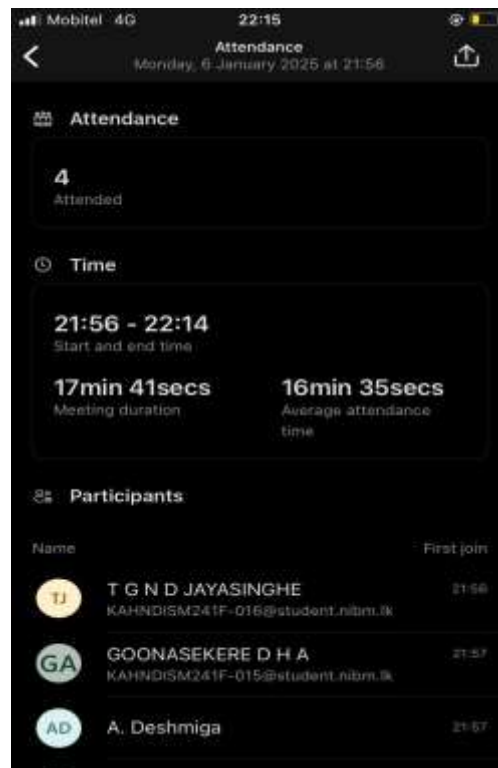 Mobitel 4G 22:15
Attendance
Monday, 6 January 2025 at 21:56
Attendance
4
Attended
Time
21:56 - 22:14
Start and end time
17min 41secs 16min 35secs
Meeting duration Average attendance
time
Participants
Name First join
TJ T G N D JAYASINGHE 21:56
KAHNDISM241F-016@student.nibm.lk
GA GOONASEKERE D H A 21:57
KAHNDISM241F-015@student.nibm.lk
AD A. Deshmiga 21:57